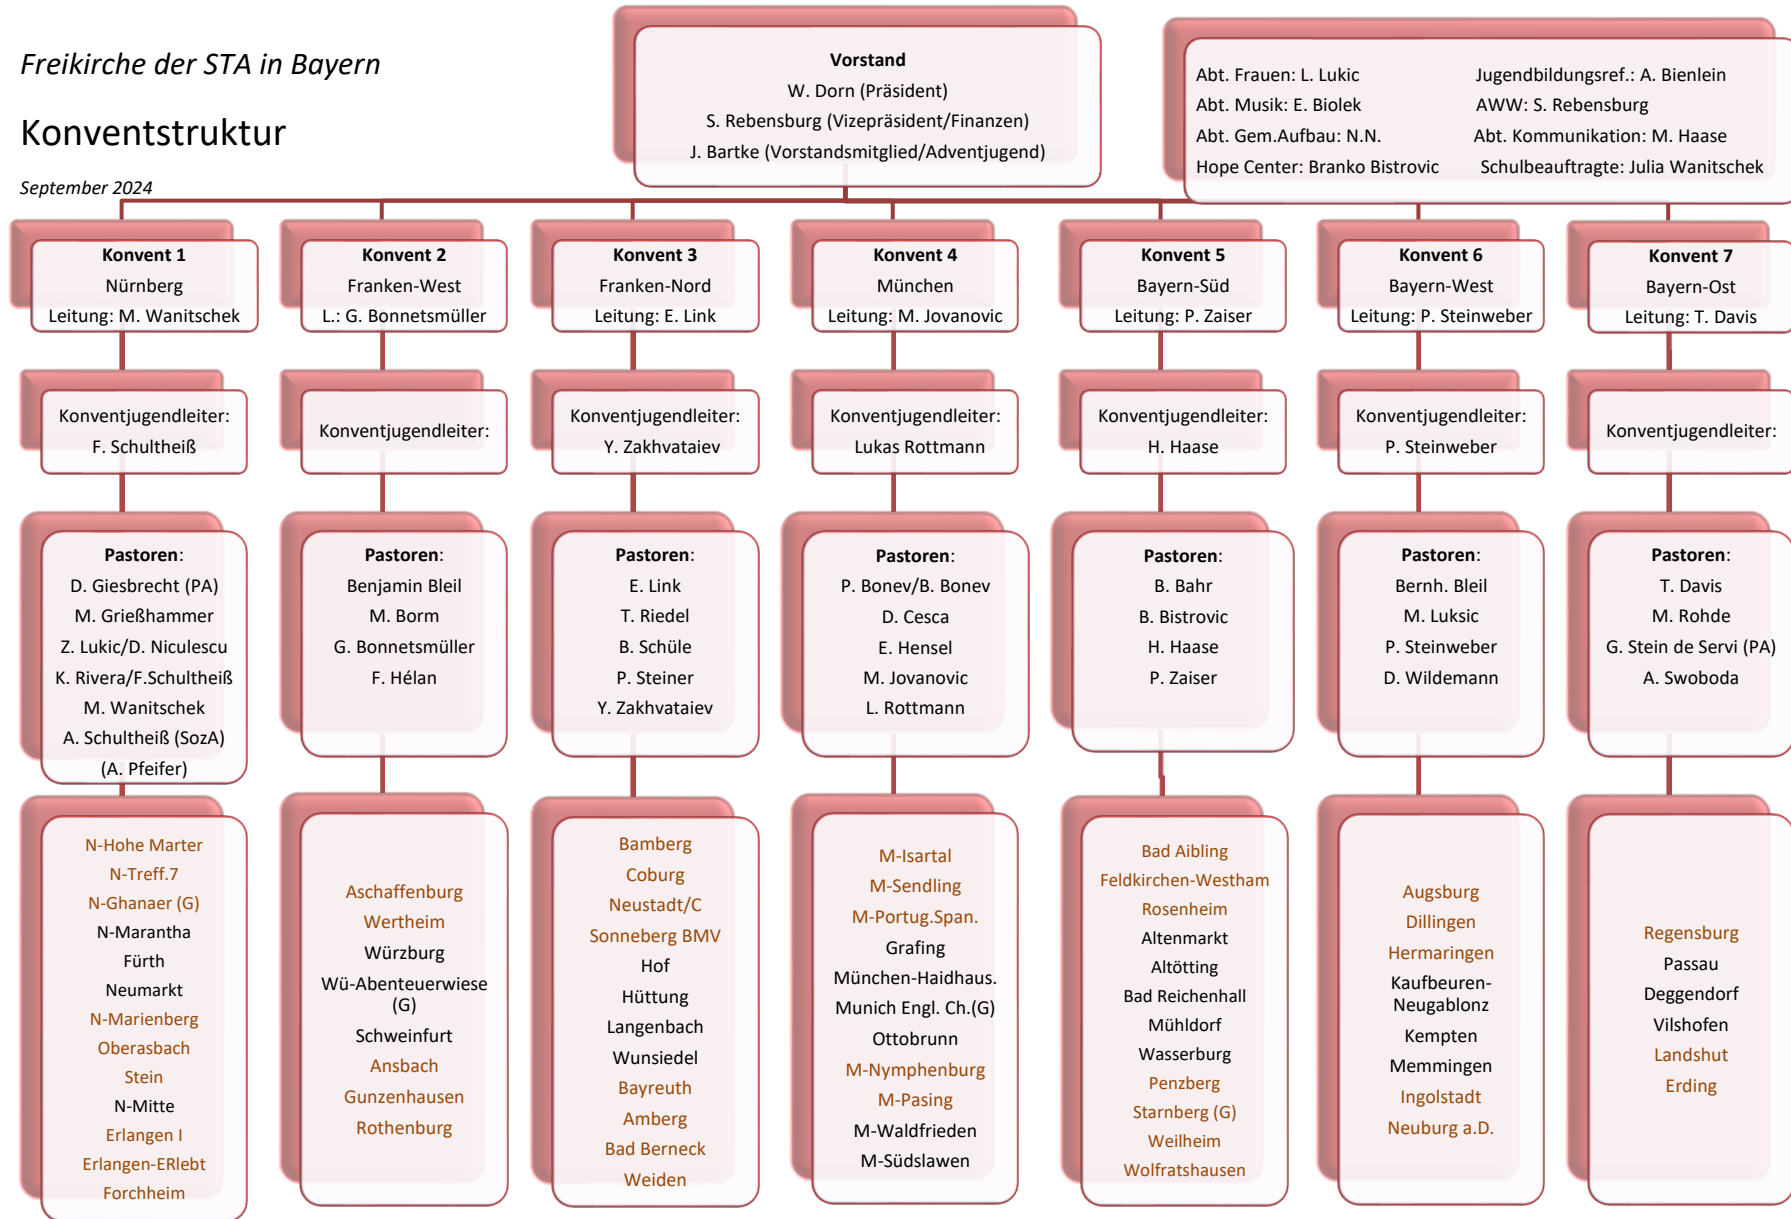 Freikirche der STA in Bayern
Konventstruktur
September 2024
Vorstand
W. Dorn (Präsident)
S. Rebensburg (Vizepräsident/Finanzen)
J. Bartke (Vorstandsmitglied/Adventjugend)
Abt. Frauen: L. Lukic Jugendbildungsref.: A. Bienlein
Abt. Musik: E. Biolek AWW: S. Rebensburg
Abt. Gem.Aufbau: N.N. Abt. Kommunikation: M. Haase
Hope Center: Branko Bistrovic Schulbeauftragte: Julia Wanitschek
Konvent 1
Nürnberg
Leitung: M. Wanitschek
Konvent 2
Franken-West
L.: G. Bonnetsmüller
Konvent 3
Franken-Nord
Leitung: E. Link
Konvent 4
München
Leitung: M. Jovanovic
Konvent 5
Bayern-Süd
Leitung: P. Zaiser
Konvent 6
Bayern-West
Leitung: P. Steinweber
Konvent 7
Bayern-Ost
Leitung: T. Davis
Konventjugendleiter:
F. Schultheiß
Konventjugendleiter:
Konventjugendleiter:
Y. Zakhvataiev
Konventjugendleiter:
Lukas Rottmann
Konventjugendleiter:
H. Haase
Konventjugendleiter:
P. Steinweber
Konventjugendleiter:
Pastoren:
D. Giesbrecht (PA)
M. Grießhammer
Z. Lukic/D. Niculescu
K. Rivera/F.Schultheiß
M. Wanitschek
A. Schultheiß (SozA)
(A. Pfeifer)
Pastoren:
Benjamin Bleil
M. Borm
G. Bonnetsmüller
F. Hélan
Pastoren:
E. Link
T. Riedel
B. Schüle
P. Steiner
Y. Zakhvataiev
Pastoren:
P. Bonev/B. Bonev
D. Cesca
E. Hensel
M. Jovanovic
L. Rottmann
Pastoren:
B. Bahr
B. Bistrovic
H. Haase
P. Zaiser
Pastoren:
Bernh. Bleil
M. Luksic
P. Steinweber
D. Wildemann
Pastoren:
T. Davis
M. Rohde
G. Stein de Servi (PA)
A. Swoboda
N-Hohe Marter
N-Treff.7
N-Ghanaer (G)
N-Marantha
Fürth
Neumarkt
N-Marienberg
Oberasbach
Stein
N-Mitte
Erlangen I
Erlangen-ERlebt
Forchheim
Aschaffenburg
Wertheim
Würzburg
Wü-Abenteuerwiese
(G)
Schweinfurt
Ansbach
Gunzenhausen
Rothenburg
Bamberg
Coburg
Neustadt/C
Sonneberg BMV
Hof
Hüttung
Langenbach
Wunsiedel
Bayreuth
Amberg
Bad Berneck
Weiden
M-Isartal
M-Sendling
M-Portug.Span.
Grafing
München-Haidhaus.
Munich Engl. Ch.(G)
Ottobrunn
M-Nymphenburg
M-Pasing
M-Waldfrieden
M-Südslawen
Bad Aibling
Feldkirchen-Westham
Rosenheim
Altenmarkt
Altötting
Bad Reichenhall
Mühldorf
Wasserburg
Penzberg
Starnberg (G)
Weilheim
Wolfratshausen
Augsburg
Dillingen
Hermaringen
Kaufbeuren-
Neugablonz
Kempten
Memmingen
Ingolstadt
Neuburg a.D.
Regensburg
Passau
Deggendorf
Vilshofen
Landshut
Erding